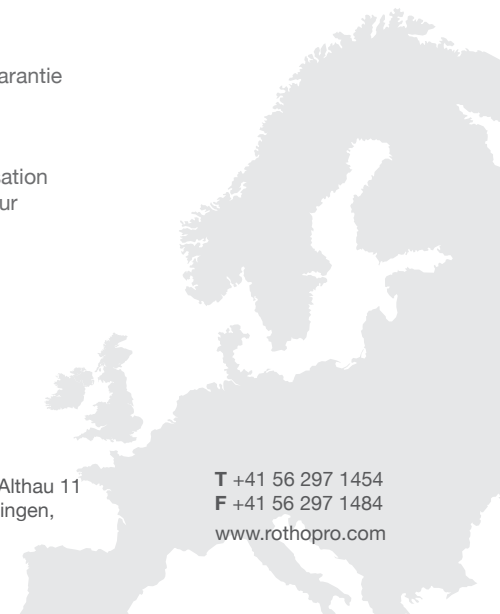 arantie
ation
ur
Althau 11
ingen,
T +41 56 297 1454
F +41 56 297 1484
www.rothopro.com